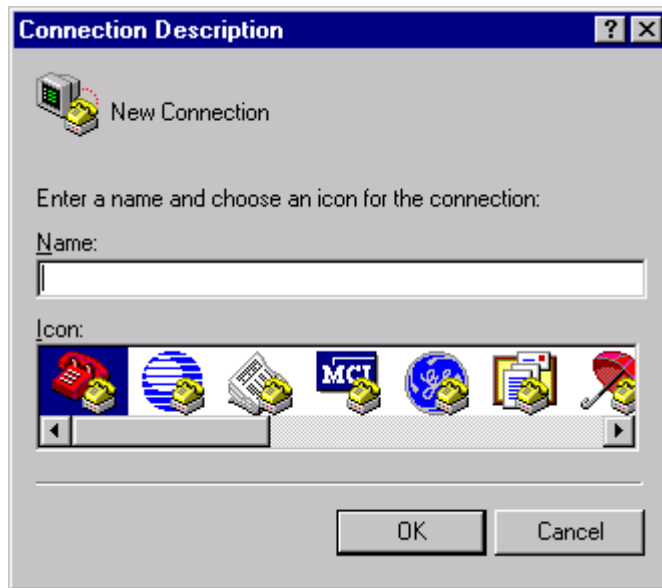 Connection Description
New Connection
Enter a name and choose an icon for the connection:
Name:
Icon:
MCI
OK
Cancel